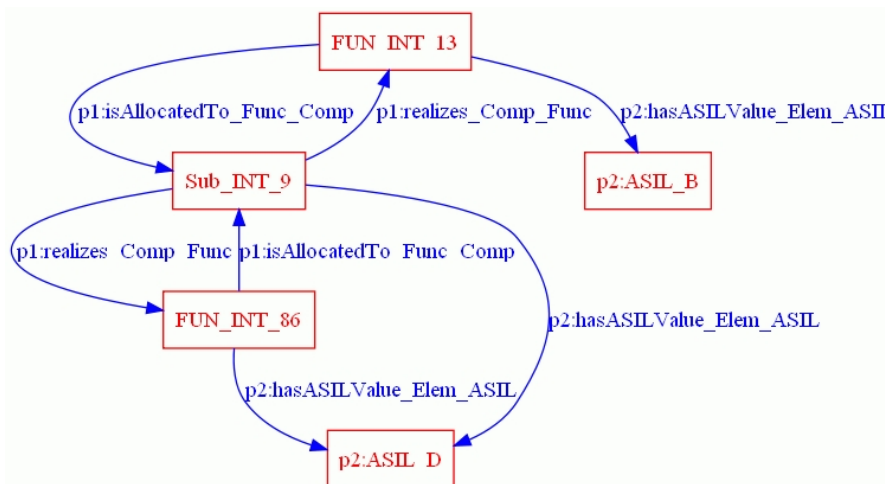 FUN_INT_13
p1:isAllocatedTo_Func_Comp
p1:realizes_Comp_Func
p2:hasASILValue_Elem_ASIL
Sub_INT_9
p2:ASIL_B
p1:realizes_Comp_Func
p1:isAllocatedTo_Func_Comp
FUN_INT_86
p2:hasASILValue_Elem_ASIL
p2:hasASILValue_Elem_ASIL
p2:ASIL_D